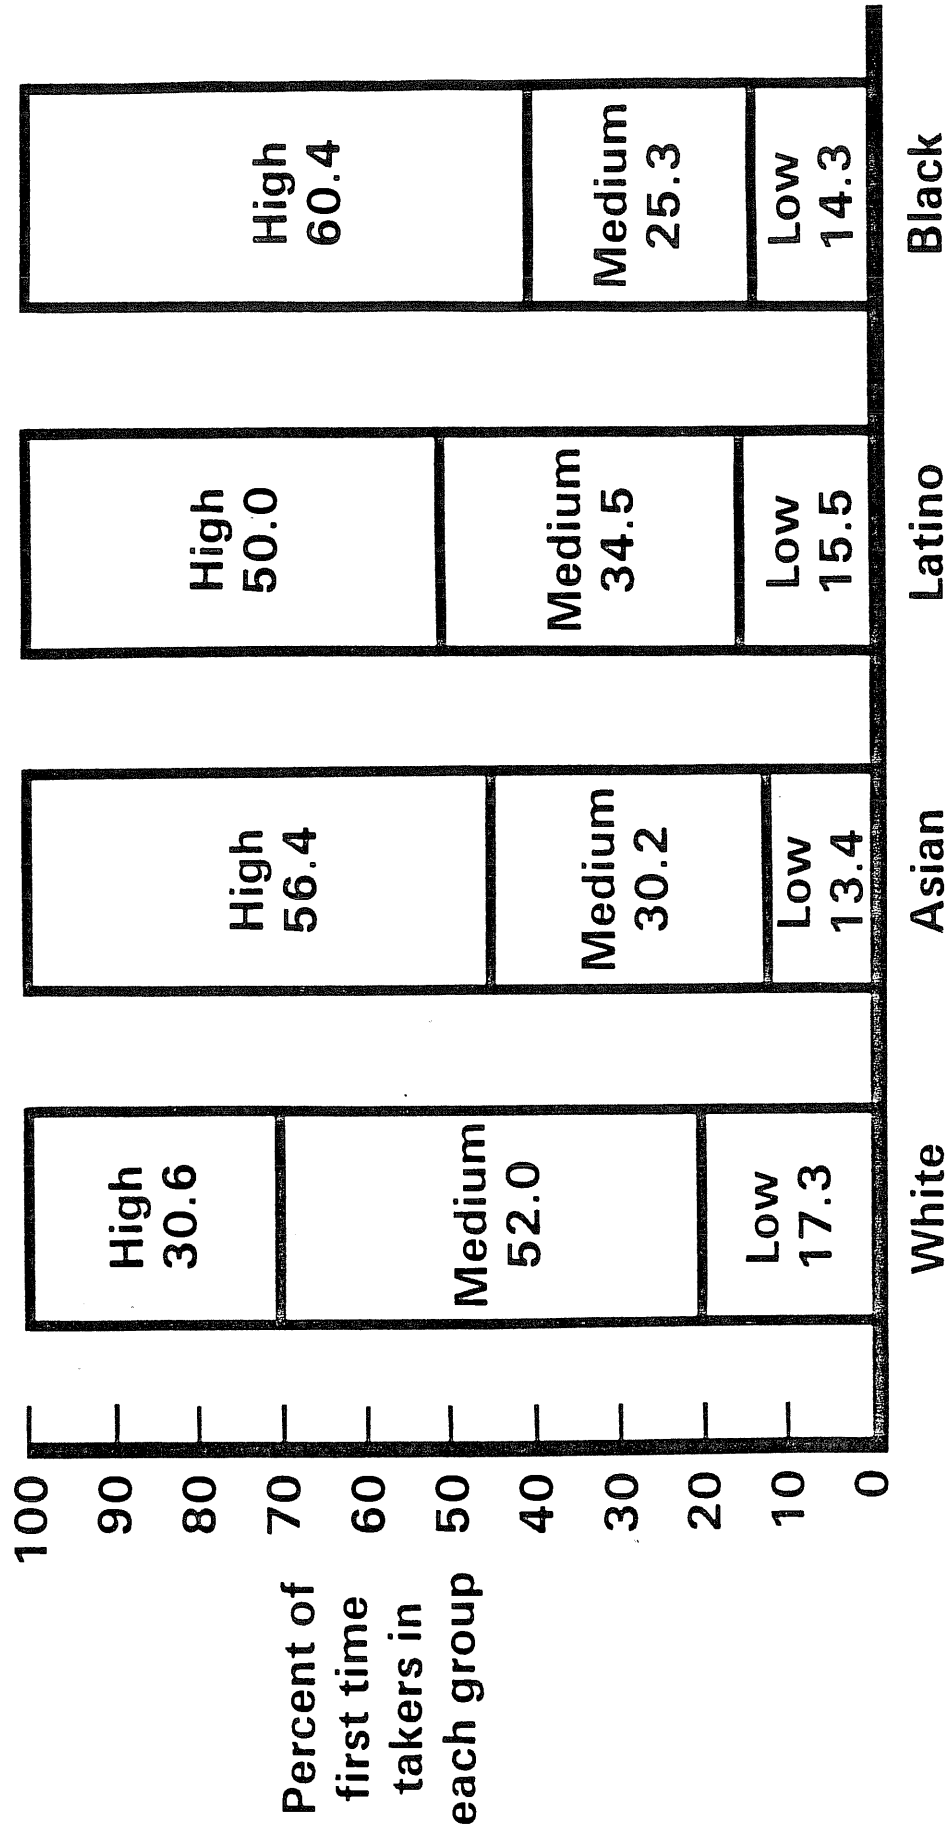 Percent of
first time
takers in
each group
100
90
80
70
60
50
40
30
20
10
0
High
30.6
Medium
52.0
Low
17.3
White
High
56.4
Medium
30.2
Low
13.4
Asian
High
50.0
Medium
34.5
Low
15.5
Latino
High
60.4
Medium
25.3
Low
14.3
Black